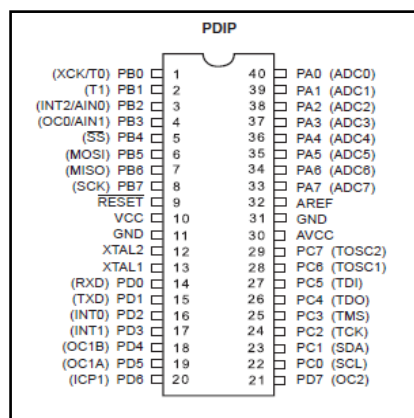 PDIP
(XCK/T0) PB0 1 40 PA0 (ADC0)
(T1) PB1 2 39 PA1 (ADC1)
(INT2/AIN0) PB2 3 38 PA2 (ADC2)
(OC0/AIN1) PB3 4 37 PA3 (ADC3)
(SS) PB4 5 36 PA4 (ADC4)
(MOSI) PB5 6 35 PA5 (ADC5)
(MISO) PB6 7 34 PA6 (ADC6)
(SCK) PB7 8 33 PA7 (ADC7)
RESET 9 32 AREF
VCC 10 31 GND
GND 11 30 AVCC
XTAL2 12 29 PC7 (TOSC2)
XTAL1 13 28 PC6 (TOSC1)
(RXD) PD0 14 27 PC5 (TDI)
(TXD) PD1 15 26 PC4 (TDO)
(INT0) PD2 16 25 PC3 (TMS)
(INT1) PD3 17 24 PC2 (TCK)
(OC1B) PD4 18 23 PC1 (SDA)
(OC1A) PD5 19 22 PC0 (SCL)
(ICP1) PD6 20 21 PD7 (OC2)